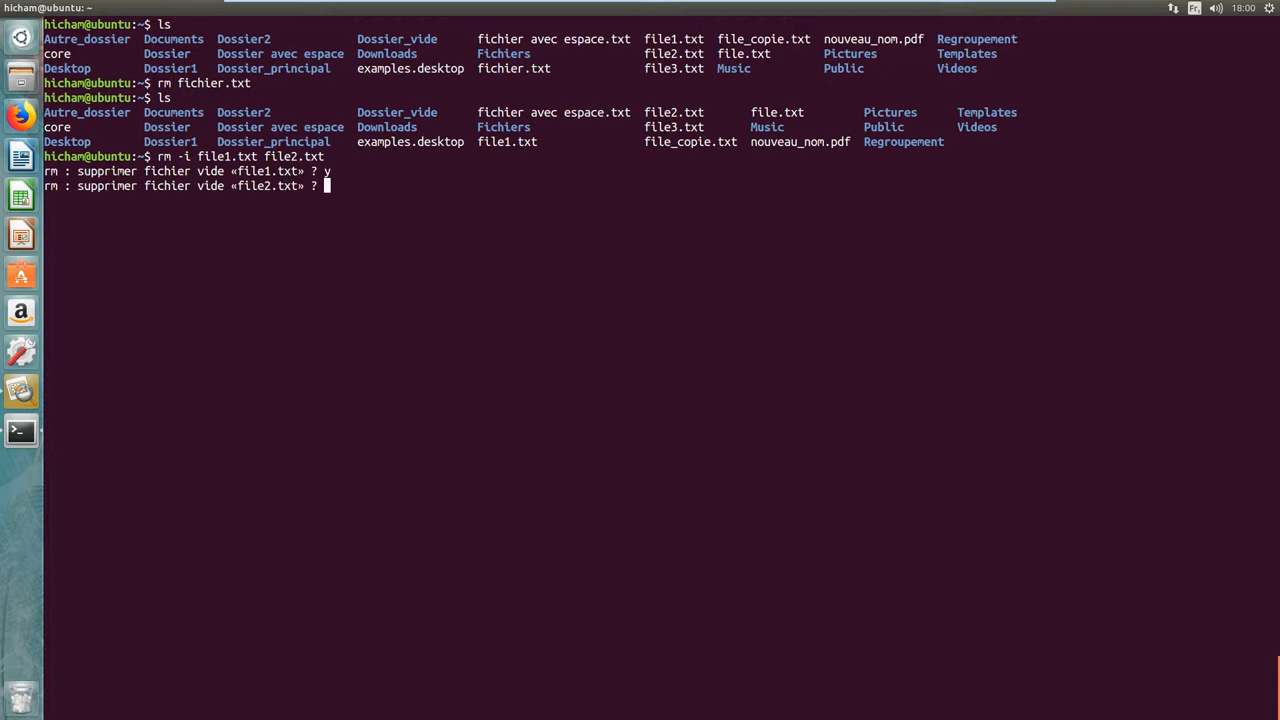 hicham@ubuntu: ~ Fr 18:00
hicham@ubuntu:~$ ls
Autre_dossier Documents Dossier2 Dossier_vide fichier avec espace.txt file1.txt file_copie.txt nouveau_nom.pdf Regroupement
core Dossier Dossier avec espace Downloads Fichiers file2.txt file.txt Pictures Templates
Desktop Dossier1 Dossier_principal examples.desktop fichier.txt file3.txt Music Public Videos
hicham@ubuntu:~$ rm fichier.txt
hicham@ubuntu:~$ ls
Autre_dossier Documents Dossier2 Dossier_vide fichier avec espace.txt file2.txt file.txt Pictures Templates
core Dossier Dossier avec espace Downloads Fichiers file3.txt Music Public Videos
Desktop Dossier1 Dossier_principal examples.desktop file1.txt file_copie.txt nouveau_nom.pdf Regroupement
hicham@ubuntu:~$ rm -i file1.txt file2.txt
rm : supprimer fichier vide «file1.txt» ? y
rm : supprimer fichier vide «file2.txt» ?